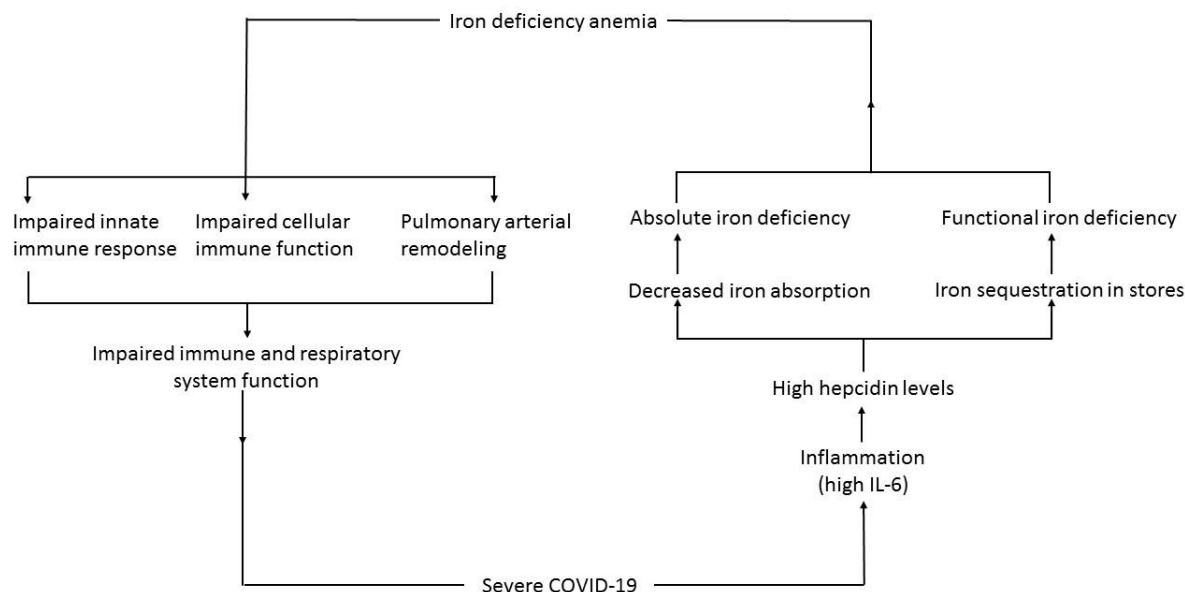 Iron deficiency anemia
Impaired innate
immune response
Impaired cellular
immune function
Pulmonary arterial
remodeling
Absolute iron deficiency
Functional iron deficiency
Decreased iron absorption
Iron sequestration in stores
Impaired immune and respiratory
system function
High hepcidin levels
Inflammation
(high IL-6)
Severe COVID-19